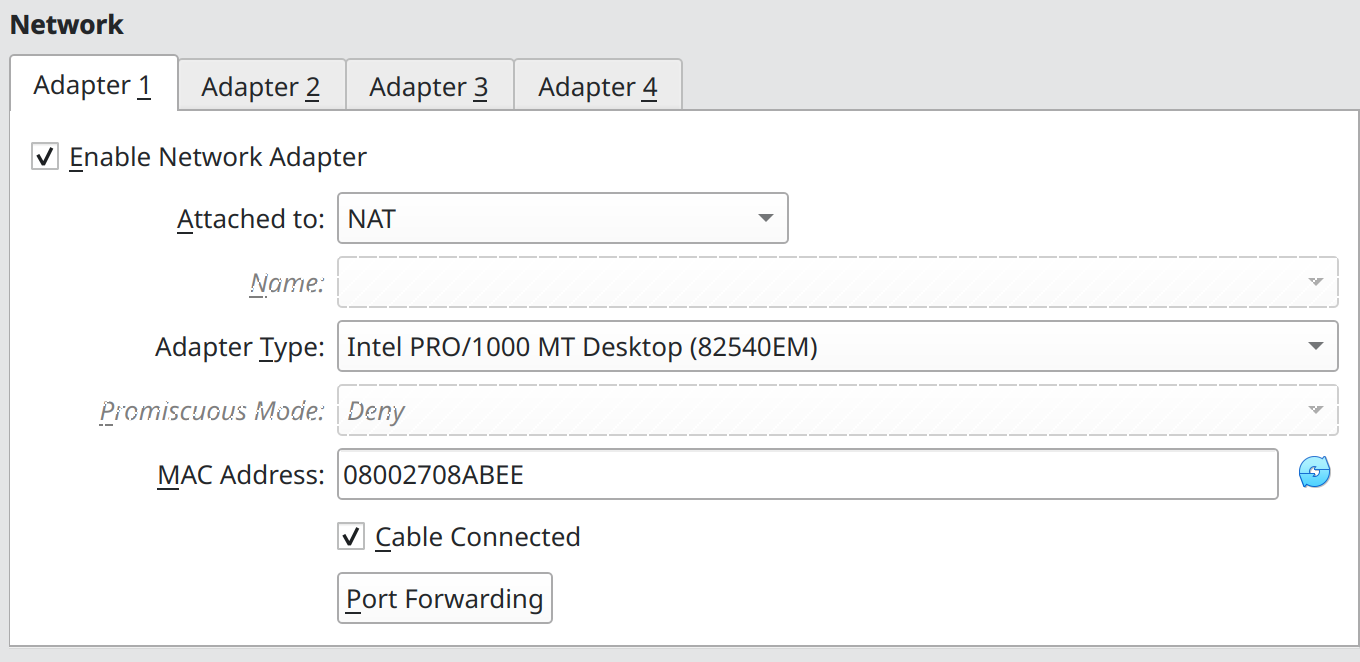 Network
Adapter 1 Adapter 2 Adapter 3 Adapter 4
Enable Network Adapter
Attached to: NAT
Name:
Adapter Type: Intel PRO/1000 MT Desktop (82540EM)
Promiscuous Mode: Deny
MAC Address: 08002708ABEE
Cable Connected
Port Forwarding